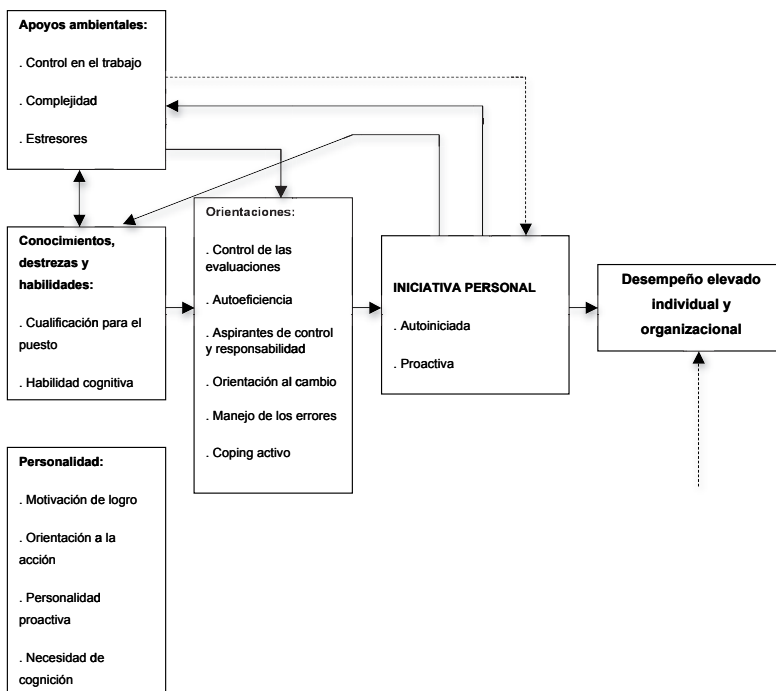 Apoyos ambientales:
. Control en el trabajo
. Complejidad
. Estresores
Conocimientos,
destrezas y
habilidades:
. Cualificación para el
puesto
. Habilidad cognitiva
Personalidad:
. Motivación de logro
. Orientación a la
acción
. Personalidad
proactiva
. Necesidad de
cognición
Orientaciones:
. Control de las
evaluaciones
. Autoeficiencia
. Aspirantes de control
y responsabilidad
. Orientación al cambio
. Manejo de los errores
. Coping activo
INICIATIVA PERSONAL
. Autoiniciada
. Proactiva
Desempeño elevado
individual y
organizacional